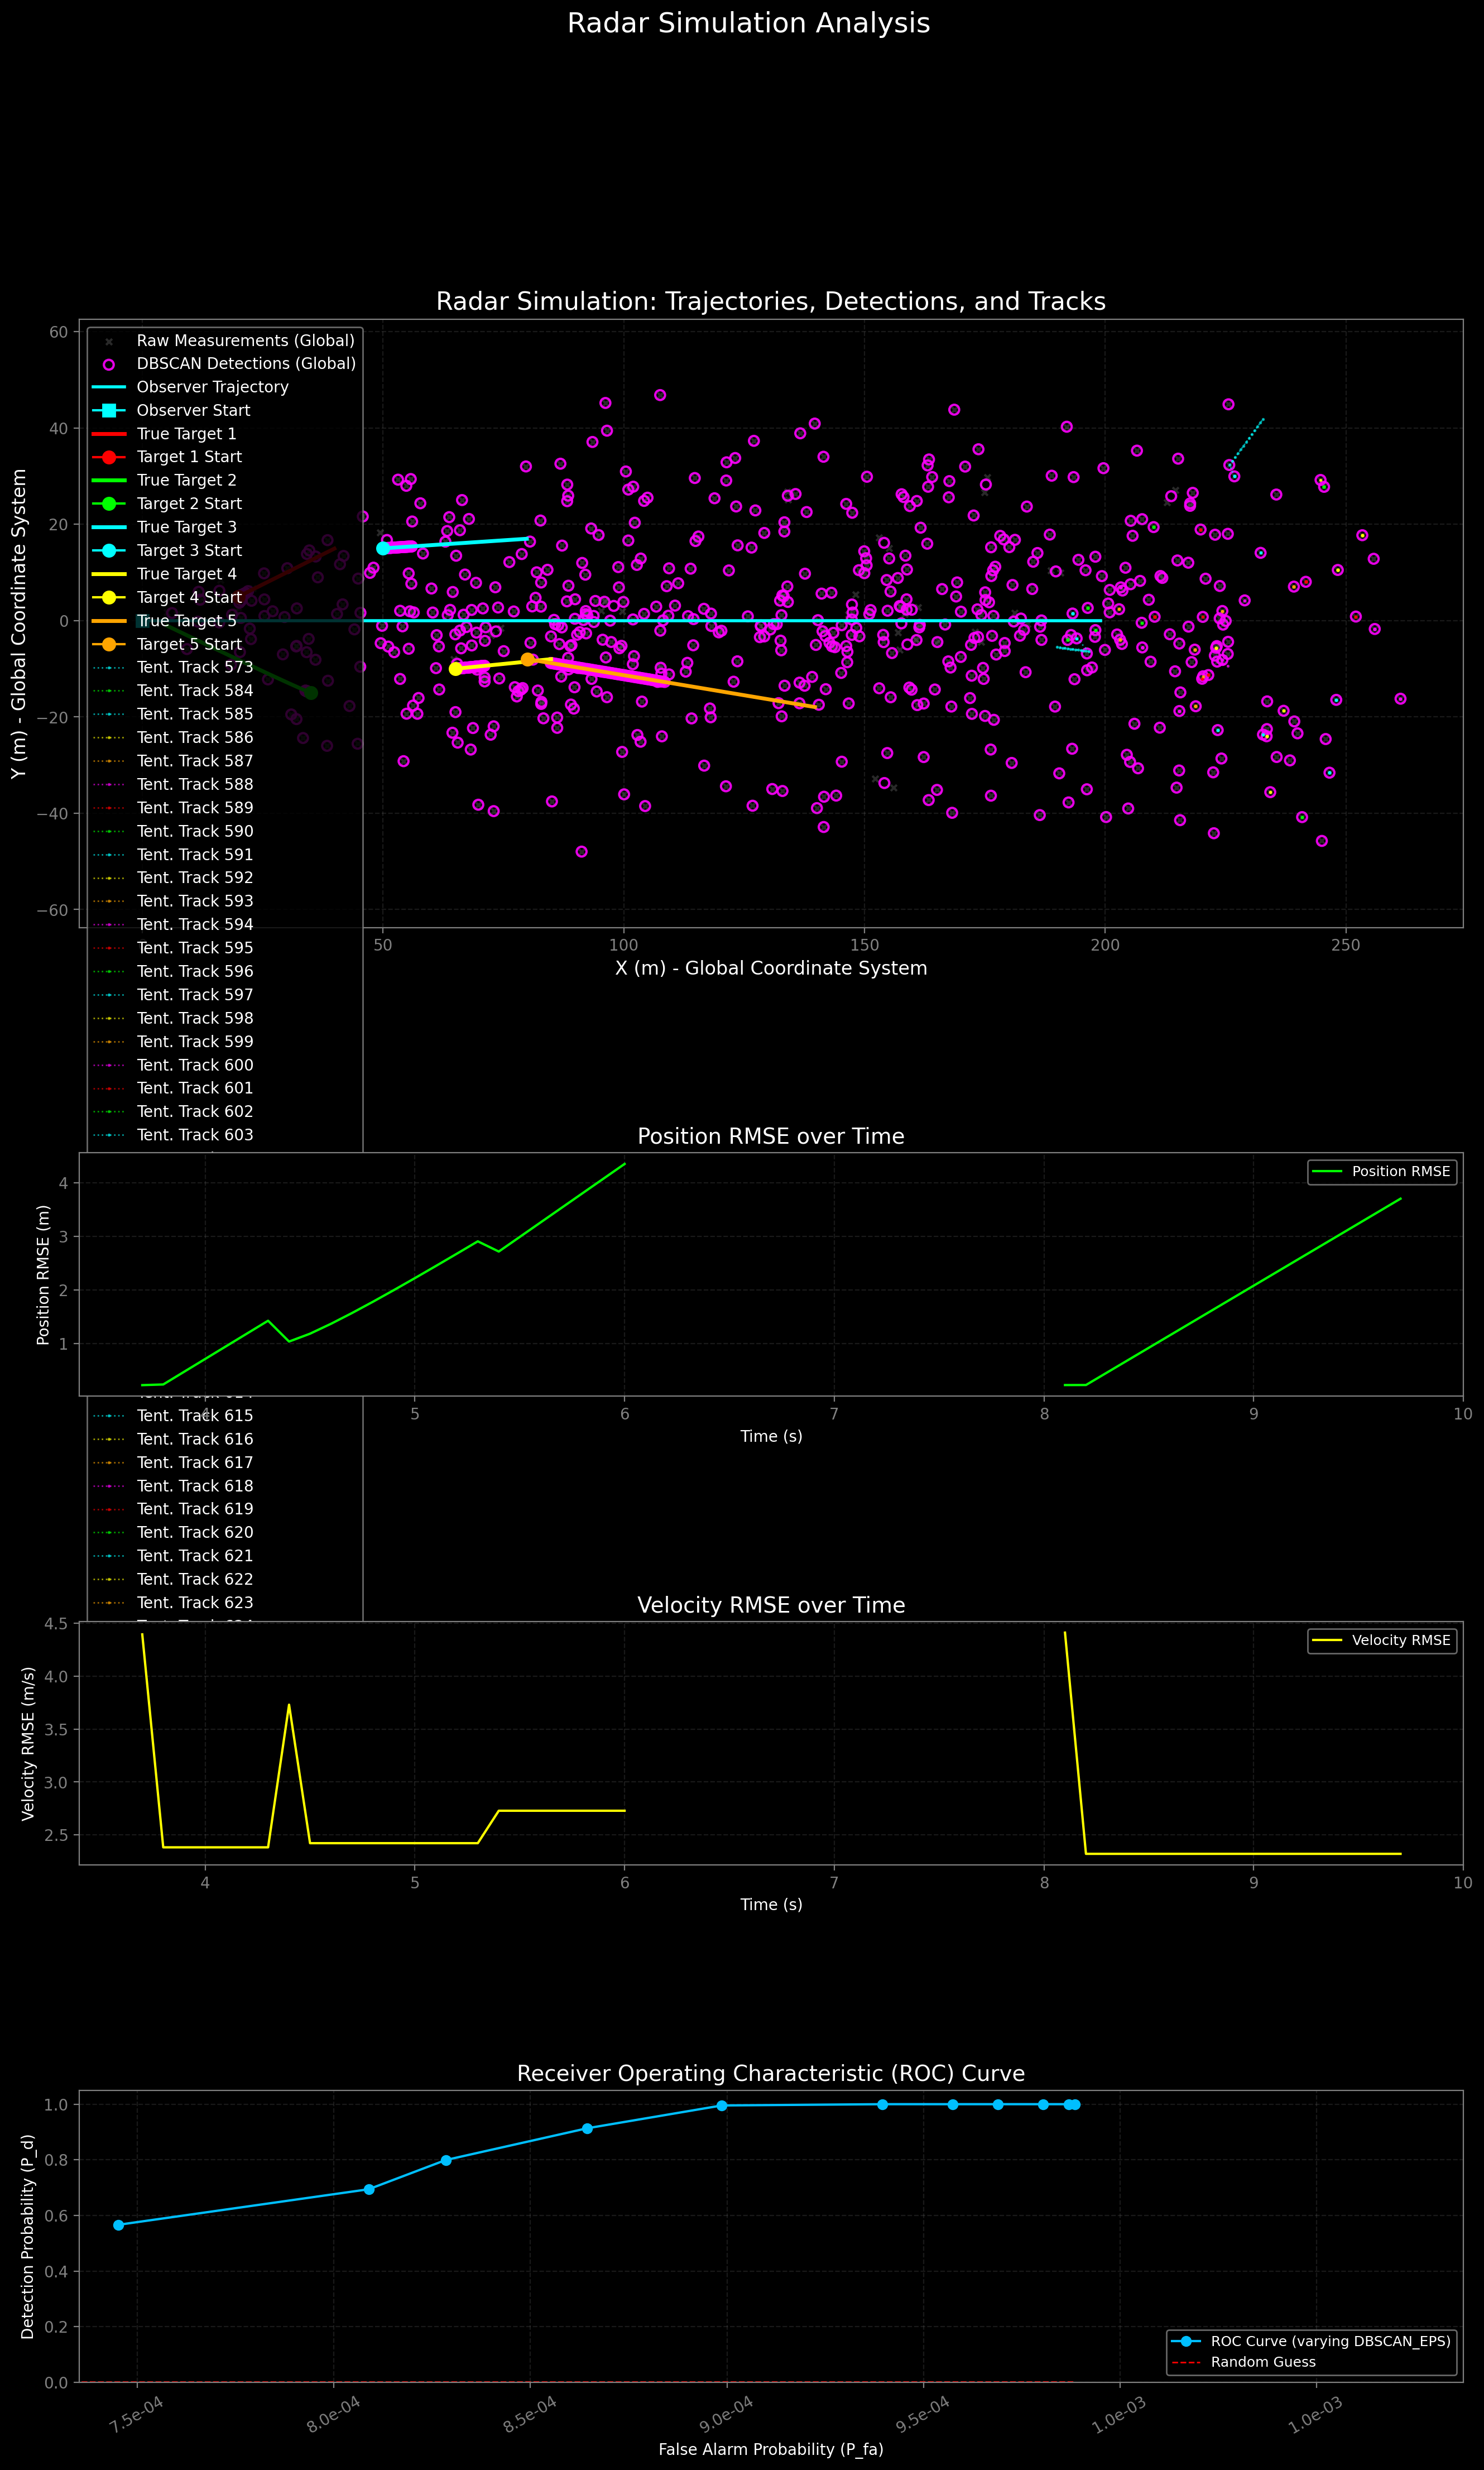 Radar Simulation Analysis
Radar Simulation: Trajectories, Detections, and Tracks
Y (m) - Global Coordinate System
60
40
20
0
−20
−40
−60
Raw Measurements (Global)
DBSCAN Detections (Global)
Observer Trajectory
Observer Start
True Target 1
Target 1 Start
True Target 2
Target 2 Start
True Target 3
Target 3 Start
True Target 4
Target 4 Start
True Target 5
Target 5 Start
Tent. Track 573
Tent. Track 584
Tent. Track 585
Tent. Track 586
Tent. Track 587
Tent. Track 588
Tent. Track 589
Tent. Track 590
Tent. Track 591
Tent. Track 592
Tent. Track 593
Tent. Track 594
Tent. Track 595
Tent. Track 596
Tent. Track 597
Tent. Track 598
Tent. Track 599
Tent. Track 600
Tent. Track 601
Tent. Track 602
Tent. Track 603
50 100 150 200 250
X (m) - Global Coordinate System
Position RMSE over Time
Position RMSE (m)
4
3
2
1
Position RMSE
4 5 6 7 8 9 10
Time (s)
Tent. Track 615
Tent. Track 616
Tent. Track 617
Tent. Track 618
Tent. Track 619
Tent. Track 620
Tent. Track 621
Tent. Track 622
Tent. Track 623
Velocity RMSE over Time
Velocity RMSE (m/s)
4.5
4.0
3.5
3.0
2.5
Velocity RMSE
4 5 6 7 8 9 10
Time (s)
Receiver Operating Characteristic (ROC) Curve
Detection Probability (P_d)
1.0
0.8
0.6
0.4
0.2
0.0
ROC Curve (varying DBSCAN_EPS)
Random Guess
7.5e-04 8.0e-04 8.5e-04 9.0e-04 9.5e-04 1.0e-03 1.0e-03
False Alarm Probability (P_fa)